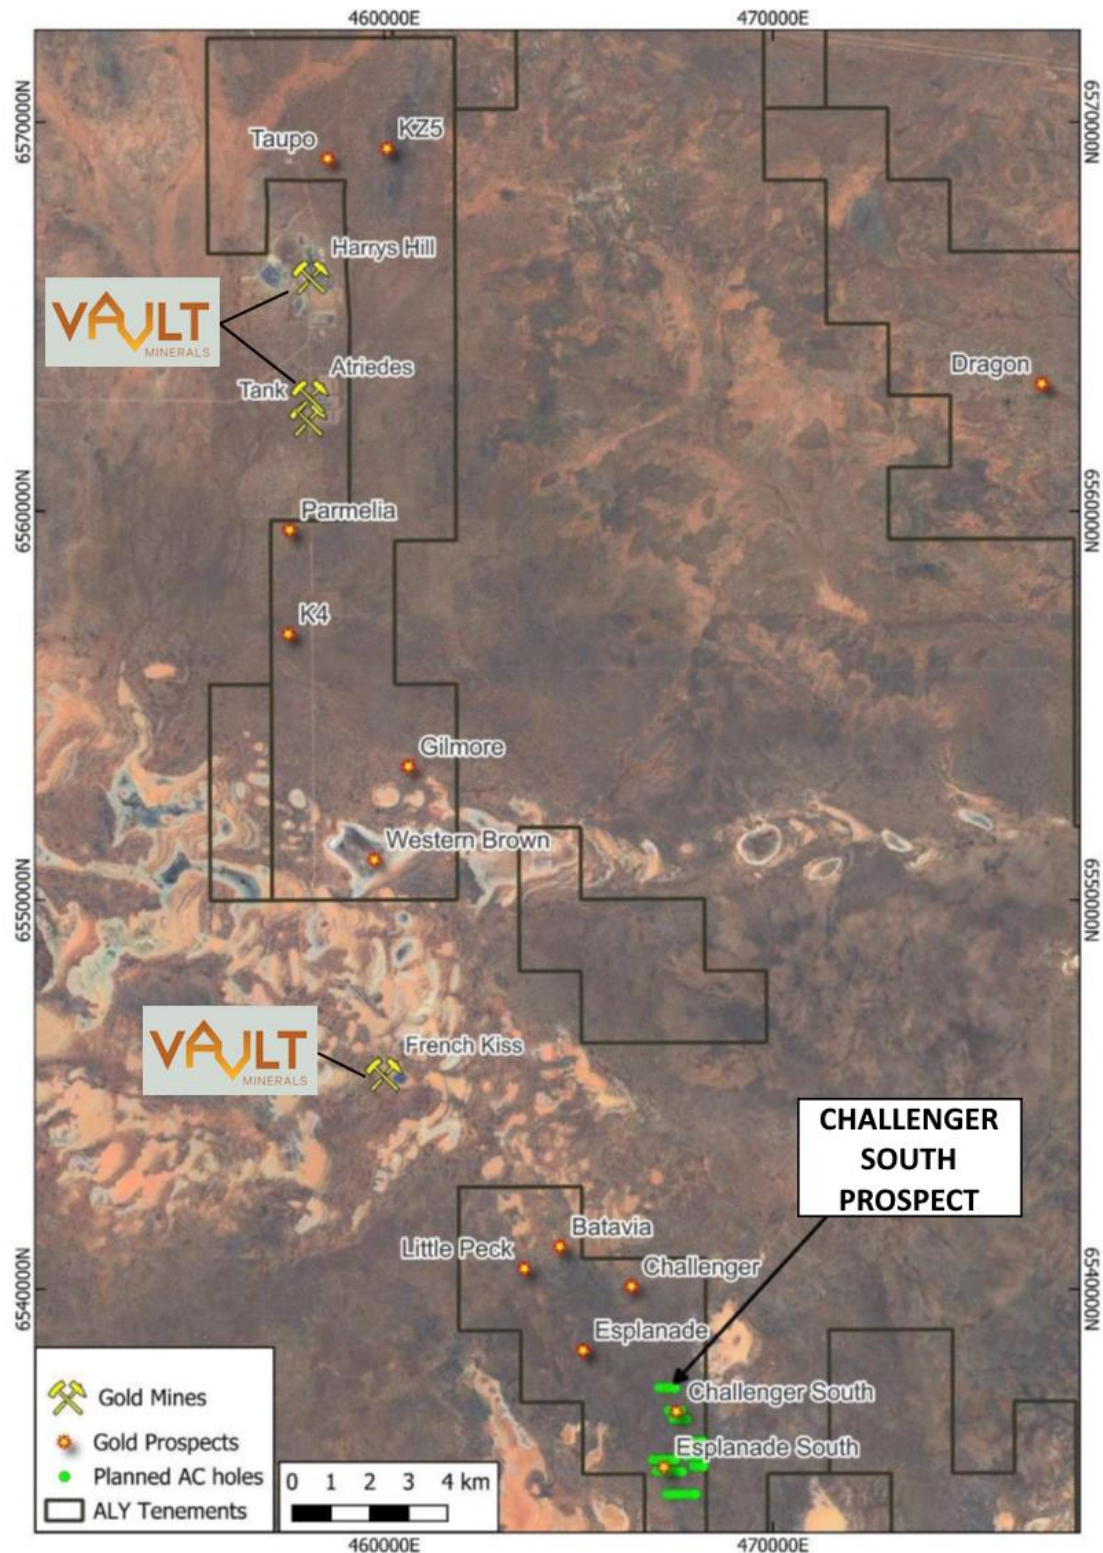 460000E
470000E
6570000N
6570000N
Taupo
KZ5
Harrys Hill
VAULT
MINERALS
Atriedes
Tank
Dragon
6560000N
6560000N
Parmelia
K4
Gilmore
Western Brown
6550000N
6550000N
VAULT
MINERALS
French Kiss
CHALLENGER
SOUTH
PROSPECT
Batavia
Little Peck
Challenger
6540000N
6540000N
Esplanade
Challenger South
Esplanade South
Gold Mines
Gold Prospects
Planned AC holes
ALY Tenements
0 1 2 3 4 km
460000E
470000E